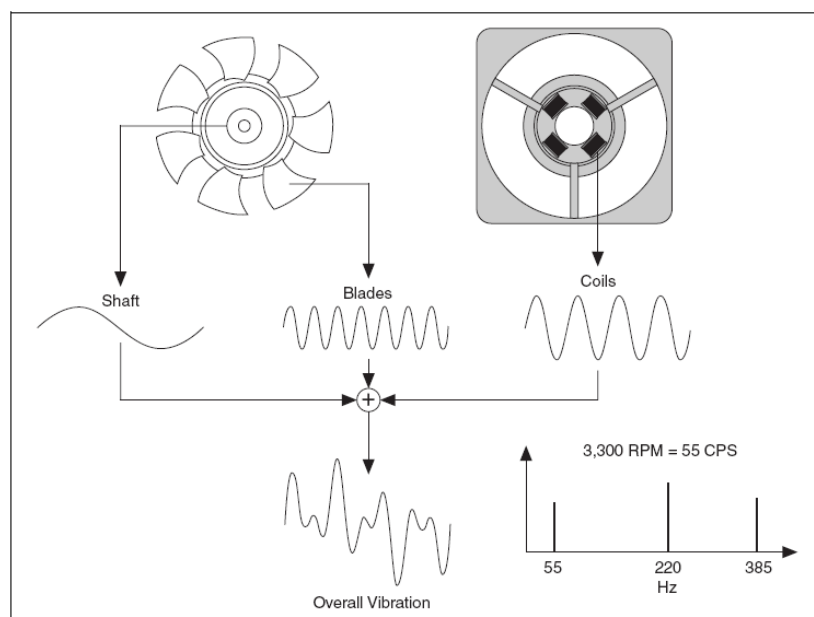 Shaft
Blades
Coils
+
3,300 RPM = 55 CPS
55 220 385
Hz
Overall Vibration